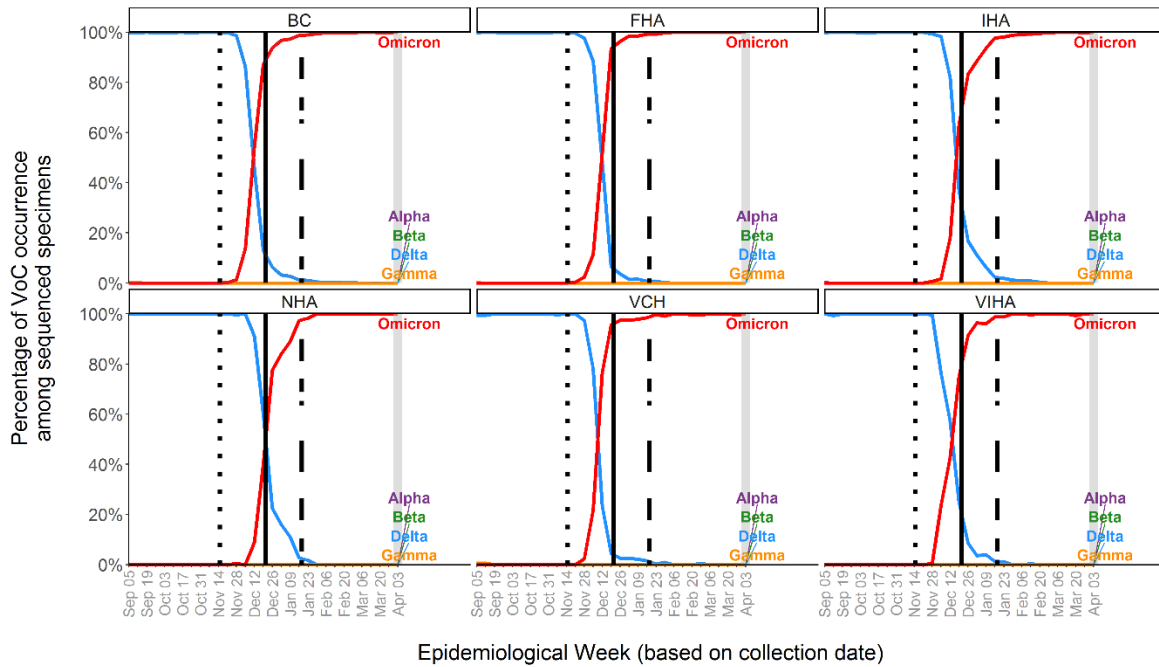 BC
FHA
IHA
100%
80%
60%
40%
20%
0%
Omicron
Alpha
Beta
Delta
Gamma
Omicron
Alpha
Beta
Delta
Gamma
Omicron
Alpha
Beta
Delta
Gamma
NHA
VCH
VIHA
100%
80%
60%
40%
20%
0%
Omicron
Alpha
Beta
Delta
Gamma
Omicron
Alpha
Beta
Delta
Gamma
Omicron
Alpha
Beta
Delta
Gamma
Percentage of VoC occurrence
among sequenced specimens
Sep 05
Sep 19
Oct 03
Oct 17
Oct 31
Nov 14
Nov 28
Dec 12
Dec 26
Jan 09
Jan 23
Feb 06
Feb 20
Mar 06
Mar 20
Apr 03
Sep 05
Sep 19
Oct 03
Oct 17
Oct 31
Nov 14
Nov 28
Dec 12
Dec 26
Jan 09
Jan 23
Feb 06
Feb 20
Mar 06
Mar 20
Apr 03
Sep 05
Sep 19
Oct 03
Oct 17
Oct 31
Nov 14
Nov 28
Dec 12
Dec 26
Jan 09
Jan 23
Feb 06
Feb 20
Mar 06
Mar 20
Apr 03
Epidemiological Week (based on collection date)